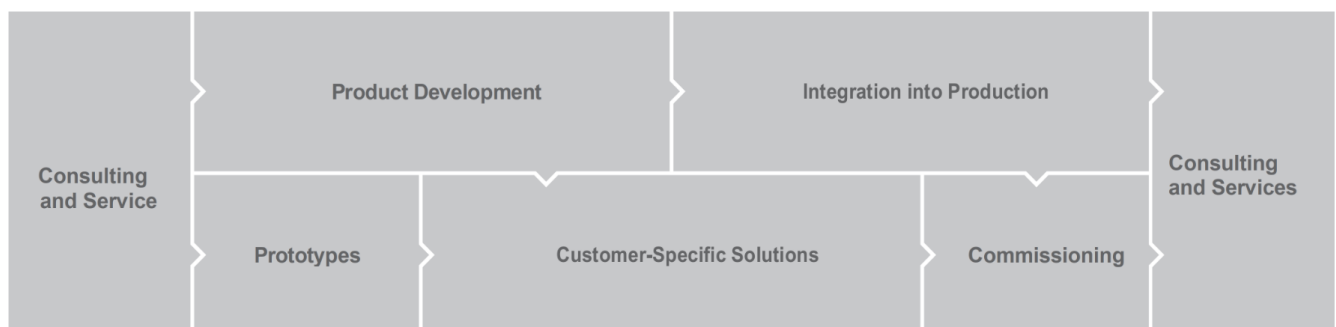 Consulting
and Service
Product Development
Integration into Production
Prototypes
Customer-Specific Solutions
Commissioning
Consulting
and Services